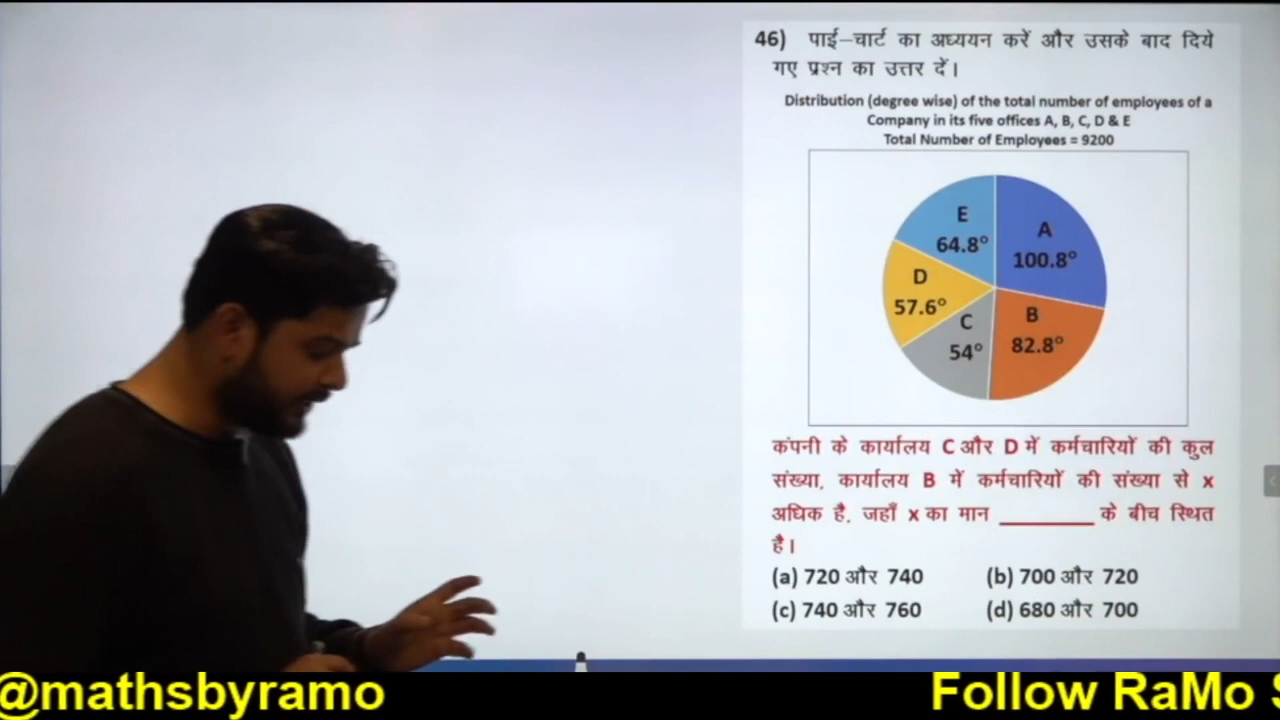 46) पाई–चार्ट का अध्ययन करें और उसके बाद दिये
गए प्रश्न का उत्तर दें।
Distribution (degree wise) of the total number of employees of a
Company in its five offices A, B, C, D & E
Total Number of Employees = 9200
E
64.8°
A
100.8°
D
57.6°
B
82.8°
C
54°
कंपनी के कार्यालय C और D में कर्मचारियों की कुल
संख्या, कार्यालय B में कर्मचारियों की संख्या से x
अधिक है, जहाँ x का मान ________ के बीच स्थित
है।
(a) 720 और 740 (b) 700 और 720
(c) 740 और 760 (d) 680 और 700
@mathsbyramo
Follow RaMo S